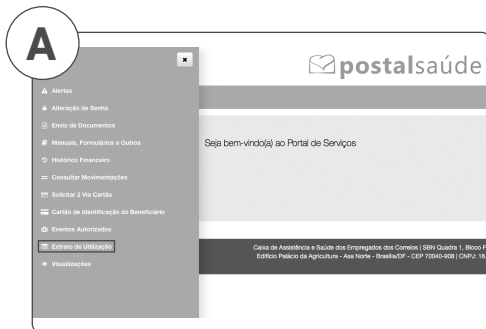 A
×
postalsaúde
Alertas
Alteração de Senha
Envio de Documentos
Manuais, Formulários e Outros
Histórico Financeiro
Consultar Movimentações
Solicitar 2 Via Cartão
Cartão de Identificação do Beneficiário
Eventos Autorizados
Extrato de Utilização
Visualizações
Seja bem-vindo(a) ao Portal de Serviços
Caixa de Assistência e Saúde dos Empregados dos Correios | SBN Quadra 1, Bloco F
Edifício Palácio da Agricultura - Asa Norte - Brasília/DF - CEP 70040-908 | CNPJ: 18.